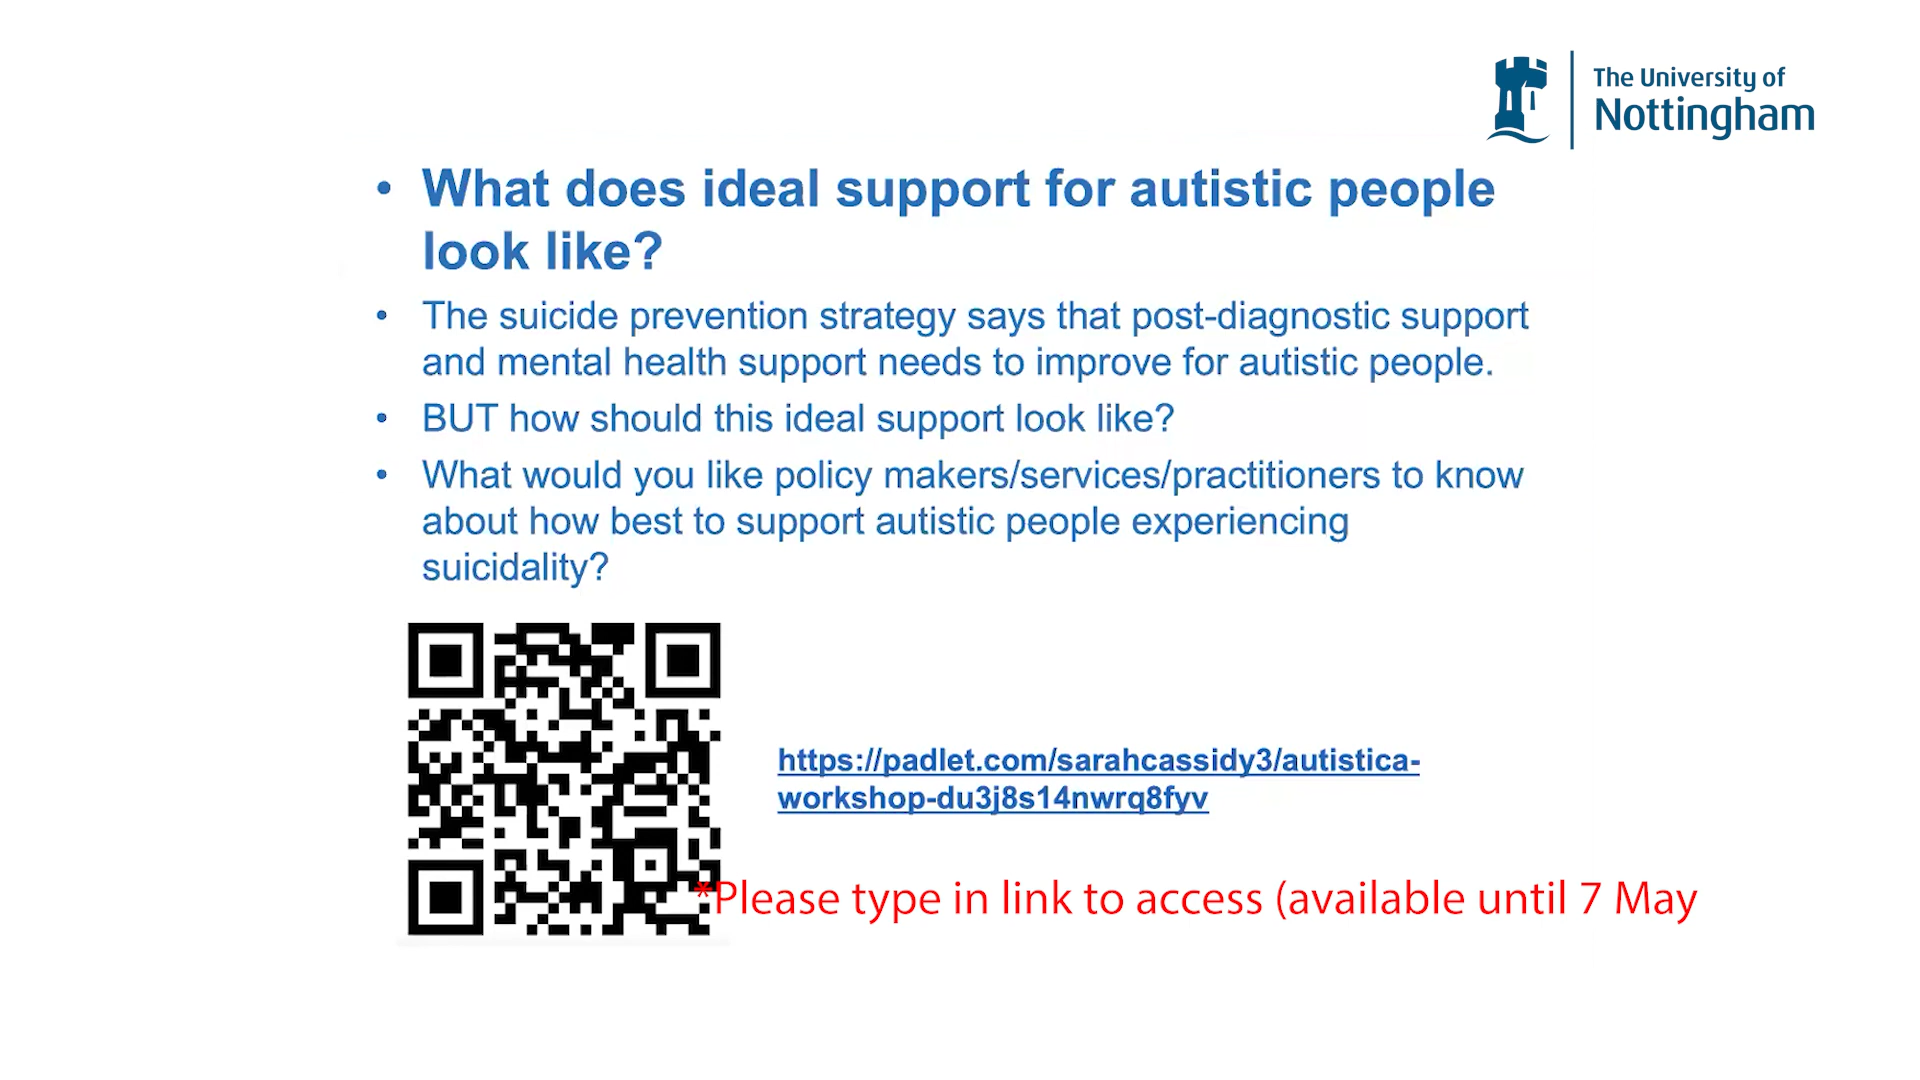 The University of
Nottingham
• What does ideal support for autistic people
look like?
• The suicide prevention strategy says that post-diagnostic support
and mental health support needs to improve for autistic people.
• BUT how should this ideal support look like?
• What would you like policy makers/services/practitioners to know
about how best to support autistic people experiencing
suicidality?
https://padlet.com/sarahcassidy3/autistica-
workshop-du3j8s14nwrq8fyv
*Please type in link to access (available until 7 May